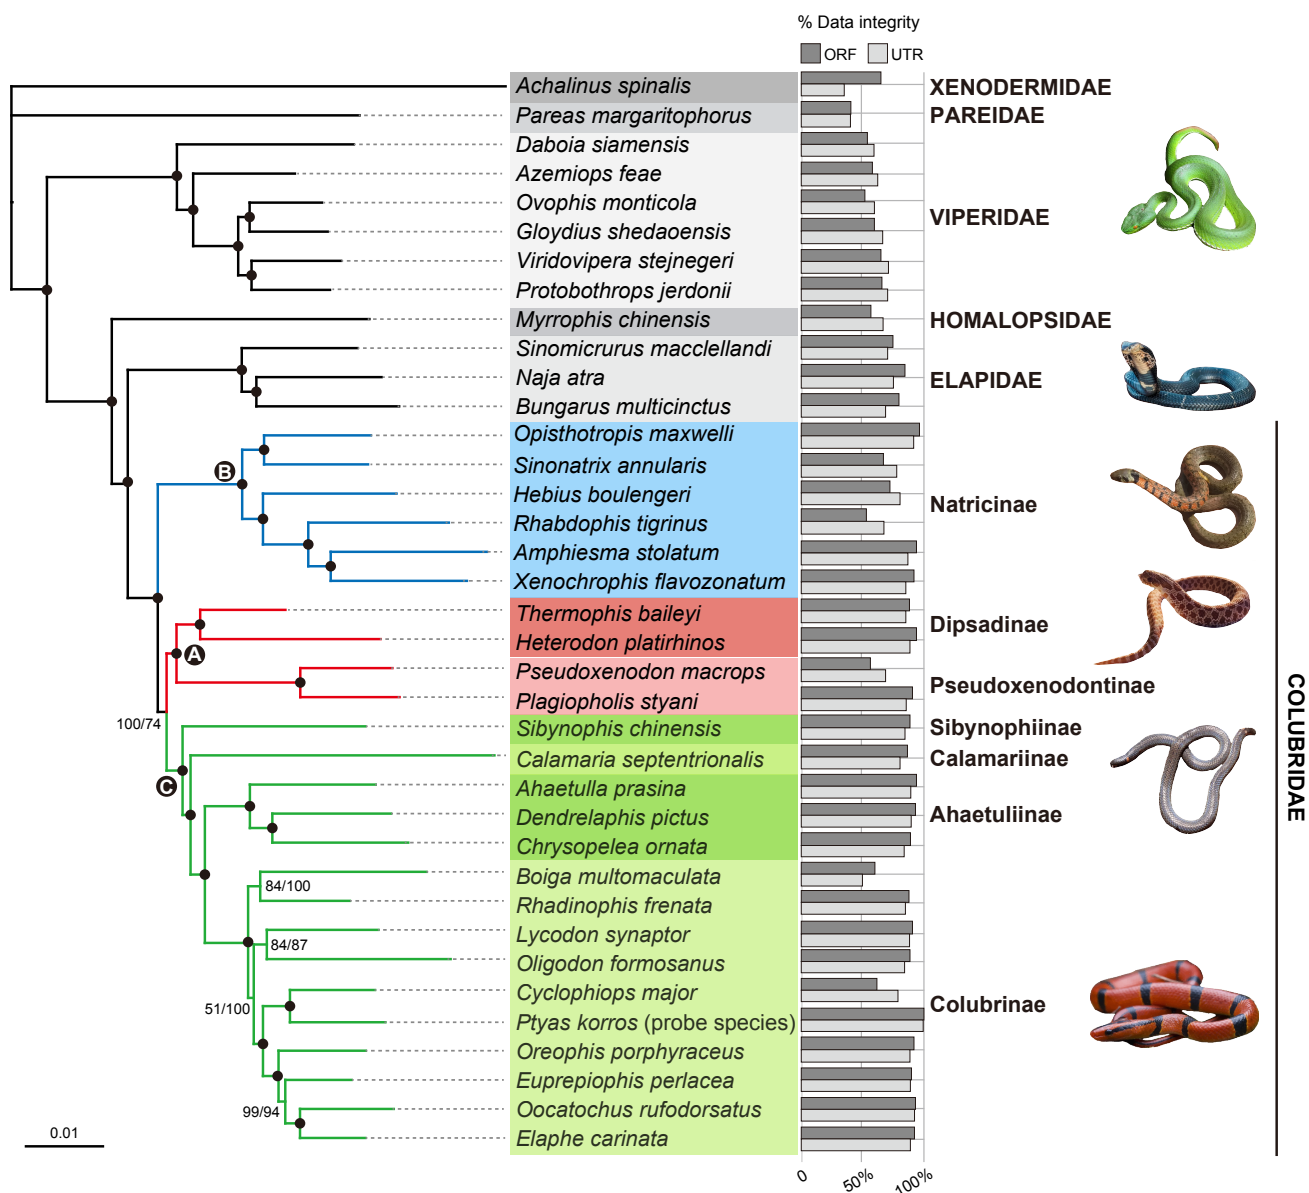 % Data integrity
ORF UTR
Achalinus spinalis
XENODERMIDAE
Pareas margaritophorus
PAREIDAE
Daboia siamensis
Azemiops feae
Ovophis monticola
VIPERIDAE
Gloydius shedaoensis
Viridovipera stejnegeri
Protobothrops jerdonii
Myrrophis chinensis
HOMALOPSIDAE
Sinomicrurus macclellandi
Naja atra
ELAPIDAE
Bungarus multicinctus
Opisthotropis maxwelli
B
Sinonatrix annularis
Hebius boulengeri
Natricinae
Rhabdophis tigrinus
Amphiesma stolatum
Xenochrophis flavozonatum
Thermophis baileyi
Dipsadinae
Heterodon platirhinos
A
Pseudoxenodon macrops
Pseudoxenodontinae
Plagiopholis styani
100/74
Sibynophis chinensis
Sibynophiinae
Calamaria septentrionalis
Calamariinae
C
Ahaetulla prasina
Dendrelaphis pictus
Ahaetuliinae
Chrysopelea ornata
COLUBRIDAE
Boiga multomaculata
84/100
Rhadinophis frenata
Lycodon synaptor
84/87
Oligodon formosanus
Cyclophiops major
51/100
Colubrinae
Ptyas korros (probe species)
Oreophis porphyraceus
Euprepiophis perlacea
99/94
Oocatochus rufodorsatus
Elaphe carinata
0.01
0 50% 100%